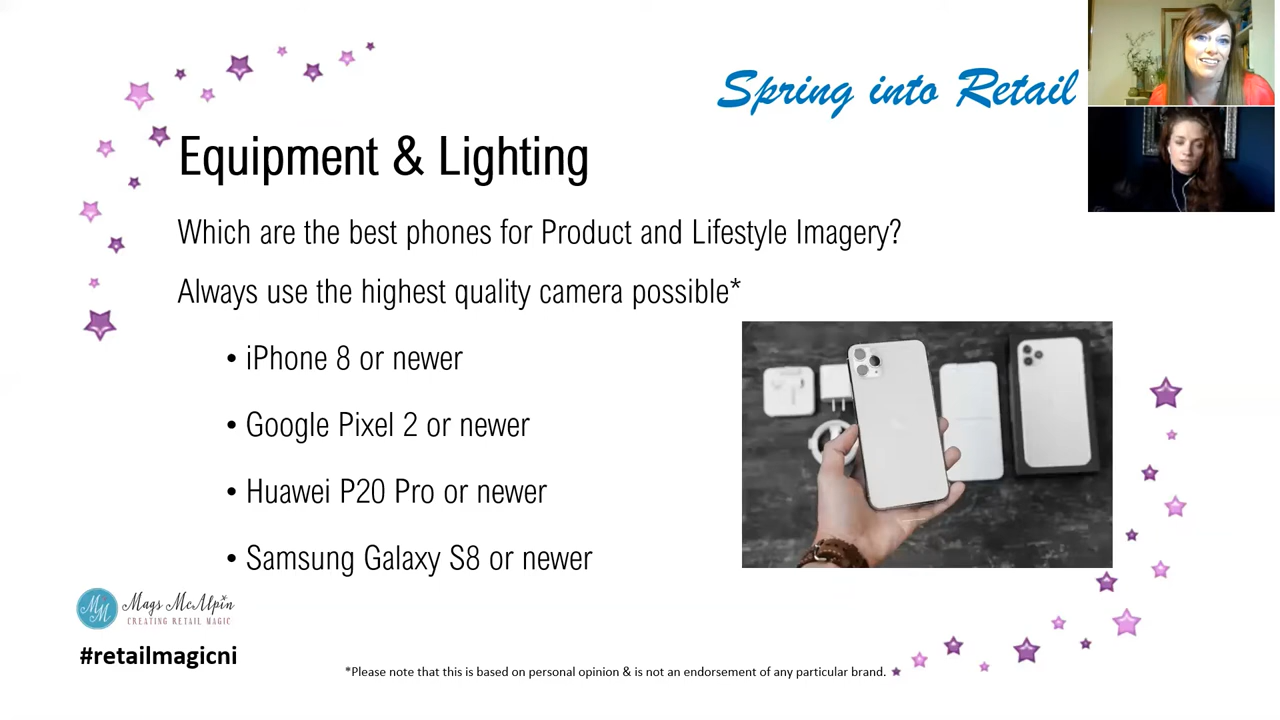 Spring into Retail
Equipment & Lighting
Which are the best phones for Product and Lifestyle Imagery?
Always use the highest quality camera possible*
• iPhone 8 or newer
• Google Pixel 2 or newer
• Huawei P20 Pro or newer
• Samsung Galaxy S8 or newer
MM
Mags McAlpin
CREATING RETAIL MAGIC
#retailmagicni
*Please note that this is based on personal opinion & is not an endorsement of any particular brand.